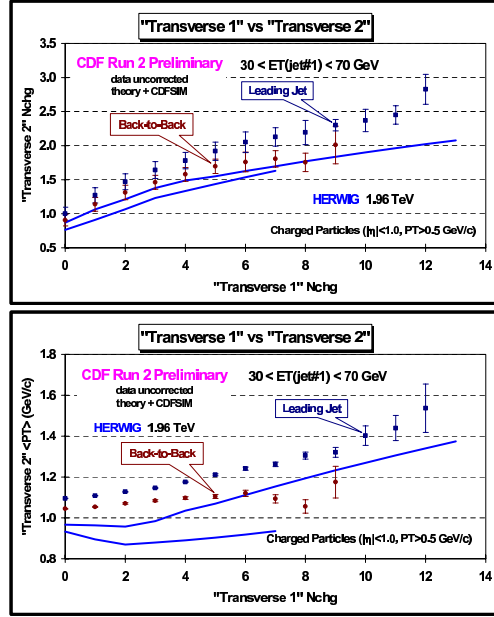 "Transverse 1" vs "Transverse 2"
CDF Run 2 Preliminary
data uncorrected
theory + CDFSIM
30 < ET(jet#1) < 70 GeV
Leading Jet
Back-to-Back
HERWIG 1.96 TeV
Charged Particles (|η|<1.0, PT>0.5 GeV/c)
"Transverse 2" Nchg
3.0
2.5
2.0
1.5
1.0
0.5
0 2 4 6 8 10 12 14
"Transverse 1" Nchg
"Transverse 1" vs "Transverse 2"
CDF Run 2 Preliminary
data uncorrected
theory + CDFSIM
30 < ET(jet#1) < 70 GeV
HERWIG 1.96 TeV
Leading Jet
Back-to-Back
Charged Particles (|η|<1.0, PT>0.5 GeV/c)
"Transverse 2" <PT> (GeV/c)
1.8
1.6
1.4
1.2
1.0
0.8
0 2 4 6 8 10 12 14
"Transverse 1" Nchg